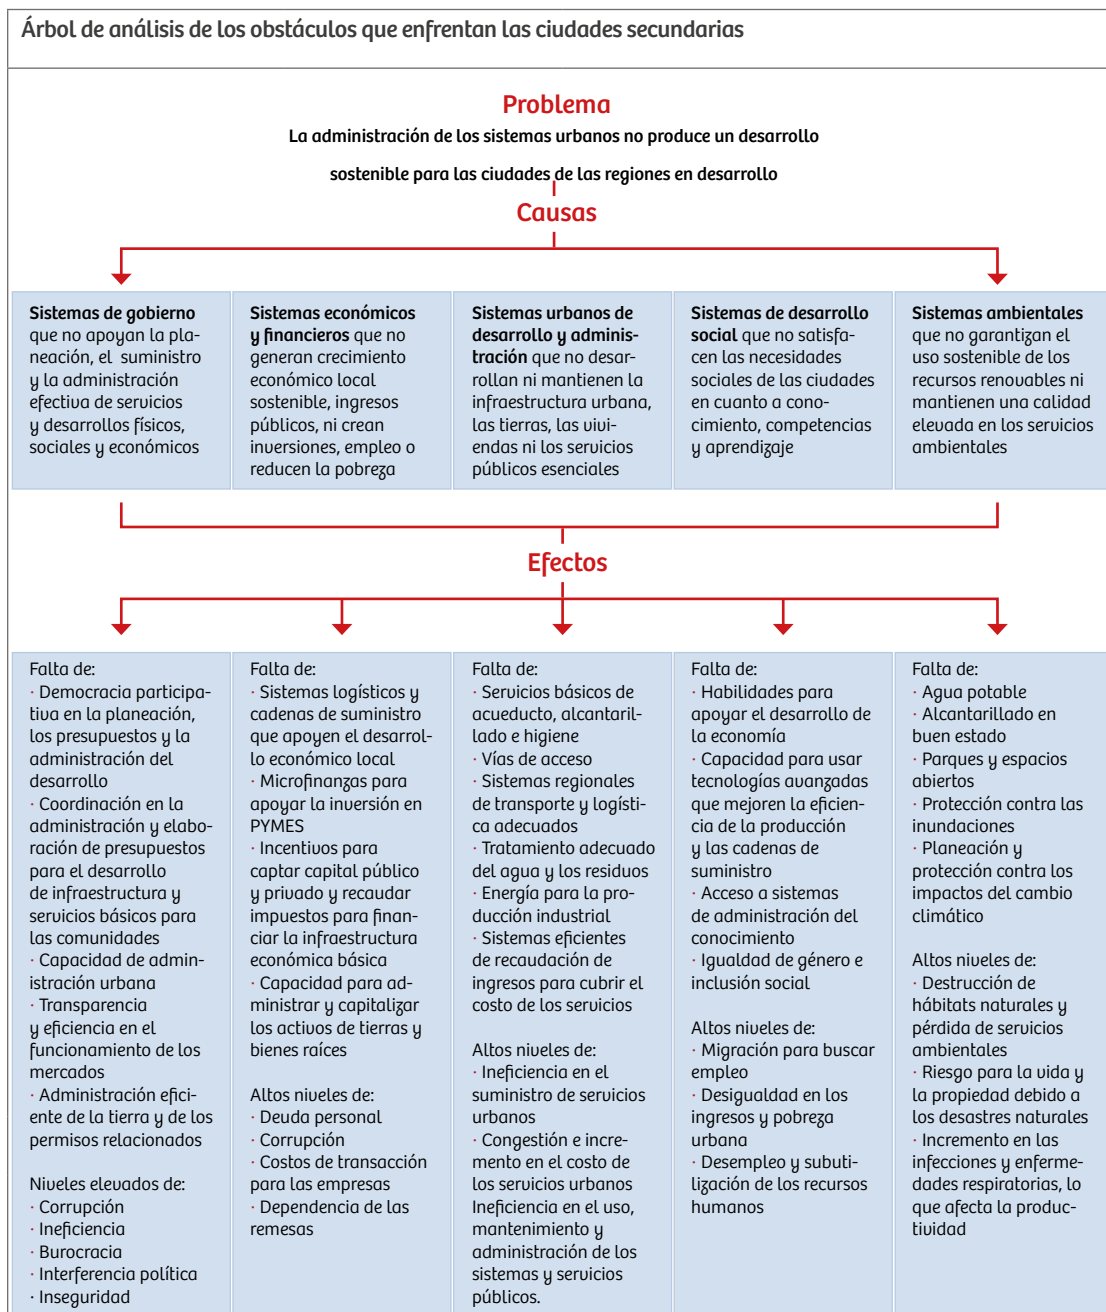 Árbol de análisis de los obstáculos que enfrentan las ciudades secundarias
Problema
La administración de los sistemas urbanos no produce un desarrollo
sostenible para las ciudades de las regiones en desarrollo
Causas
Sistemas de gobierno
que no apoyan la pla-
neación, el suministro
y la administración
efectiva de servicios
y desarrollos físicos,
sociales y económicos
Sistemas económicos
y financieros que no
generan crecimiento
económico local
sostenible, ingresos
públicos, ni crean
inversiones, empleo o
reducen la pobreza
Sistemas urbanos de
desarrollo y adminis-
tración que no desar-
rollan ni mantienen la
infraestructura urbana,
las tierras, las vivi-
endas ni los servicios
públicos esenciales
Sistemas de desarrollo
social que no satisfa-
cen las necesidades
sociales de las ciudades
en cuanto a cono-
cimiento, competencias
y aprendizaje
Sistemas ambientales
que no garantizan el
uso sostenible de los
recursos renovables ni
mantienen una calidad
elevada en los servicios
ambientales
Efectos
Falta de:
· Democracia participa-
tiva en la planeación,
los presupuestos y la
administración del
desarrollo
· Coordinación en la
administración y elabo-
ración de presupuestos
para el desarrollo
de infraestructura y
servicios básicos para
las comunidades
· Capacidad de admin-
istración urbana
· Transparencia
y eficiencia en el
funcionamiento de los
mercados
· Administración efici-
ente de la tierra y de los
permisos relacionados
Niveles elevados de:
· Corrupción
· Ineficiencia
· Burocracia
· Interferencia política
· Inseguridad
Falta de:
· Sistemas logísticos y
cadenas de suministro
que apoyen el desarrol-
lo económico local
· Microfinanzas para
apoyar la inversión en
PYMES
· Incentivos para
captar capital público
y privado y recaudar
impuestos para finan-
ciar la infraestructura
económica básica
· Capacidad para ad-
ministrar y capitalizar
los activos de tierras y
bienes raíces
Altos niveles de:
· Deuda personal
· Corrupción
· Costos de transacción
para las empresas
· Dependencia de las
remesas
Falta de:
· Servicios básicos de
acueducto, alcantaril-
lado e higiene
· Vías de acceso
· Sistemas regionales
de transporte y logísti-
ca adecuados
· Tratamiento adecuado
del agua y los residuos
· Energía para la pro-
ducción industrial
· Sistemas eficientes
de recaudación de
ingresos para cubrir el
costo de los servicios
Altos niveles de:
· Ineficiencia en el
suministro de servicios
urbanos
· Congestión e incre-
mento en el costo de
los servicios urbanos
Ineficiencia en el uso,
mantenimiento y
administración de los
sistemas y servicios
públicos.
Falta de:
· Habilidades para
apoyar el desarrollo de
la economía
· Capacidad para usar
tecnologías avanzadas
que mejoren la eficien-
cia de la producción
y las cadenas de
suministro
· Acceso a sistemas
de administración del
conocimiento
· Igualdad de género e
inclusión social
Altos niveles de:
· Migración para buscar
empleo
· Desigualdad en los
ingresos y pobreza
urbana
· Desempleo y subuti-
lización de los recursos
humanos
Falta de:
· Agua potable
· Alcantarillado en
buen estado
· Parques y espacios
abiertos
· Protección contra las
inundaciones
· Planeación y
protección contra los
impactos del cambio
climático
Altos niveles de:
· Destrucción de
hábitats naturales y
pérdida de servicios
ambientales
· Riesgo para la vida y
la propiedad debido a
los desastres naturales
· Incremento en las
infecciones y enferme-
dades respiratorias, lo
que afecta la produc-
tividad